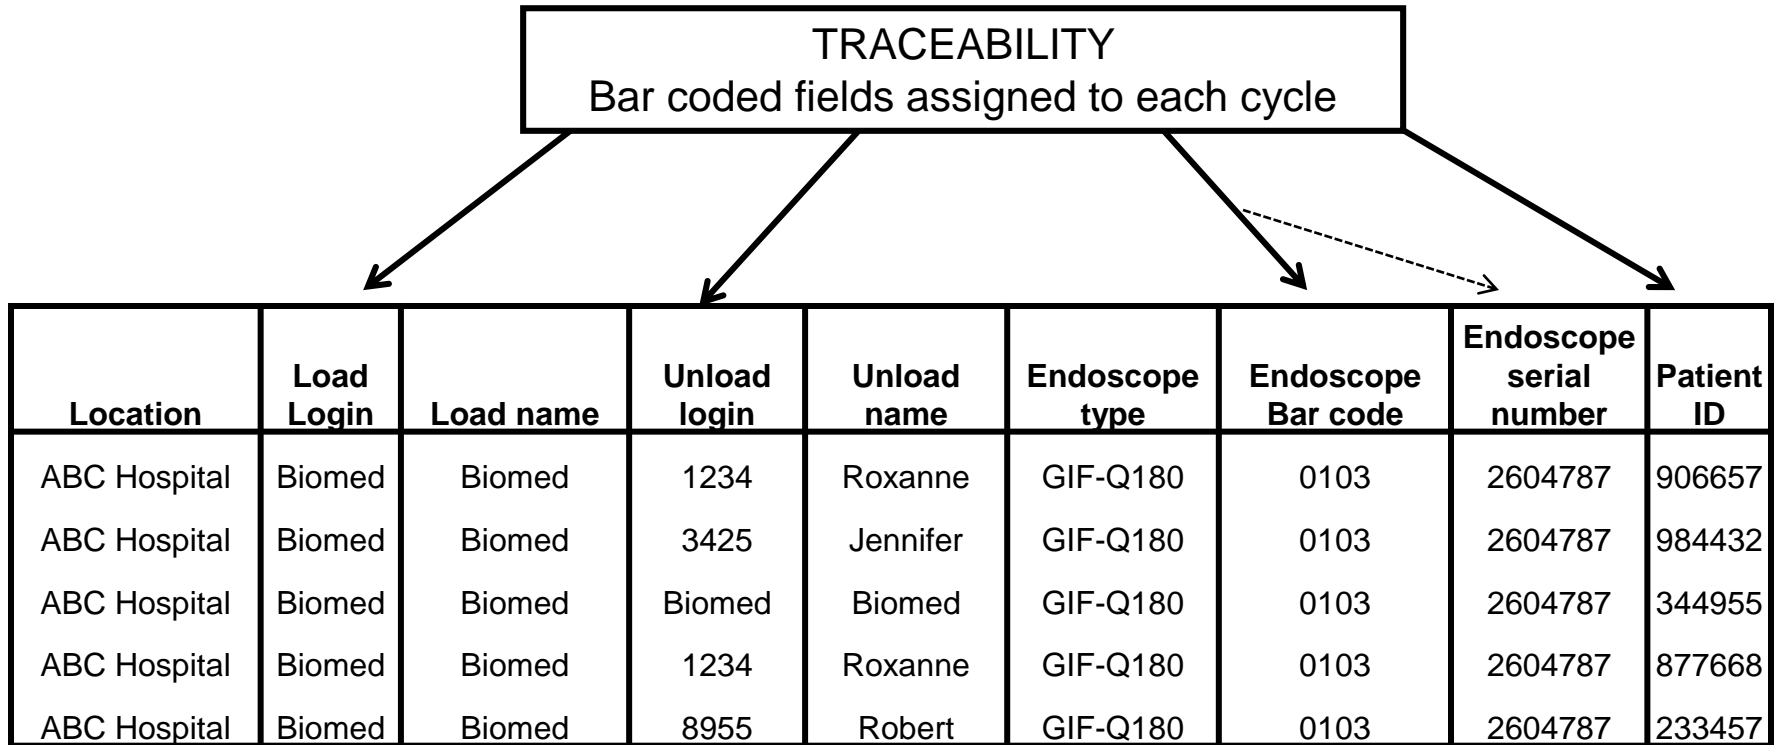 TRACEABILITY
Bar coded fields assigned to each cycle
Location | Load Login | Load name | Unload login | Unload name | Endoscope type | Endoscope Bar code | Endoscope serial number | Patient ID
ABC Hospital | Biomed | Biomed | 1234 | Roxanne | GIF-Q180 | 0103 | 2604787 | 906657
ABC Hospital | Biomed | Biomed | 3425 | Jennifer | GIF-Q180 | 0103 | 2604787 | 984432
ABC Hospital | Biomed | Biomed | Biomed | Biomed | GIF-Q180 | 0103 | 2604787 | 344955
ABC Hospital | Biomed | Biomed | 1234 | Roxanne | GIF-Q180 | 0103 | 2604787 | 877668
ABC Hospital | Biomed | Biomed | 8955 | Robert | GIF-Q180 | 0103 | 2604787 | 233457